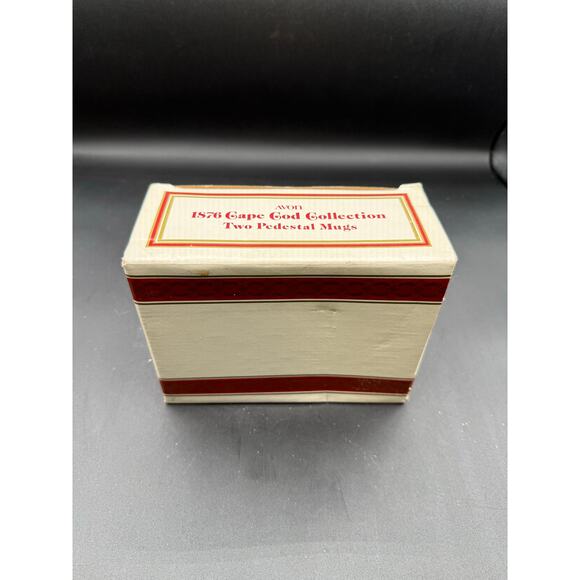 AVON
1876 Cape Cod Collection
Two Pedestal Mugs